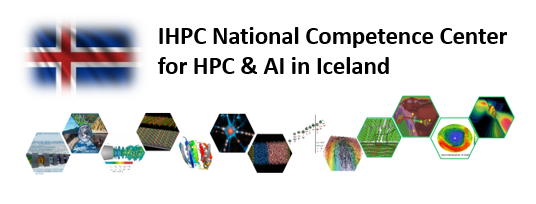 IHPC National Competence Center
for HPC & AI in Iceland